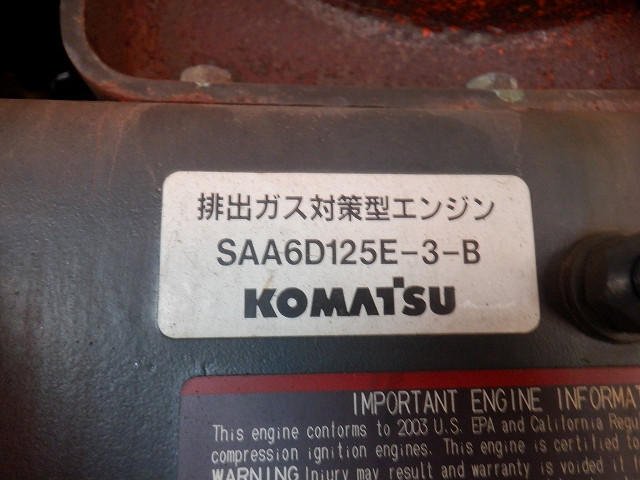 排出ガス対策型エンジン
SAA6D125E-3-B
KOMATSU
IMPORTANT ENGINE
This engine conforms to 2003 U.S. EPA and California
compression ignition engines. This engine is certified to
WARNING Injury may result and warranty is voided if